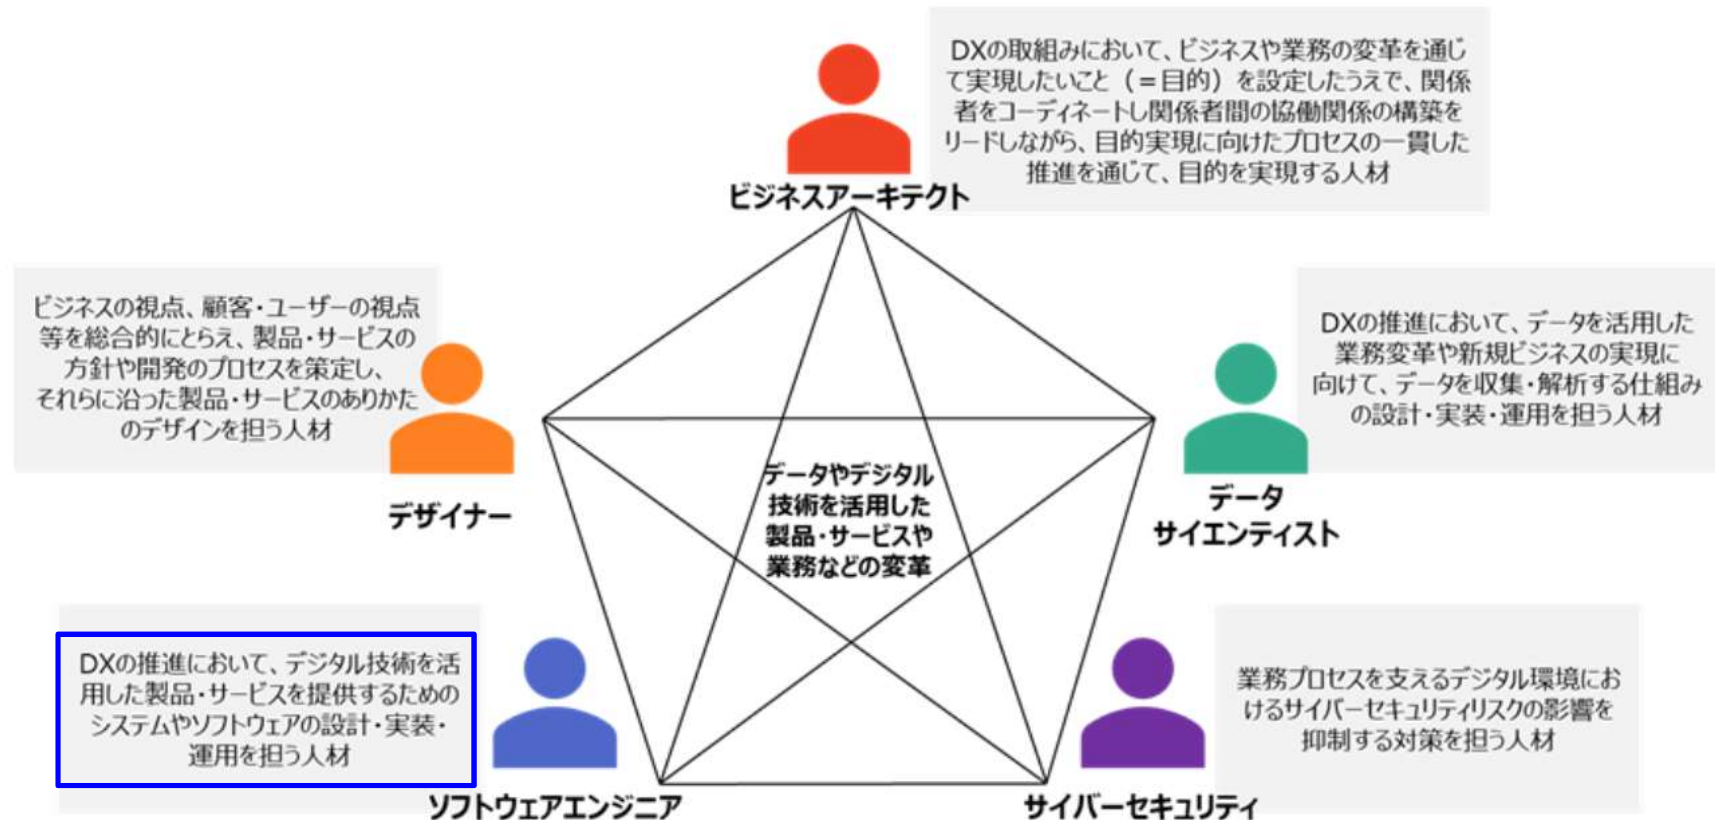 DXの取組みにおいて、ビジネスや業務の変革を通じ
て実現したいこと（＝目的）を設定したうえで、関係
者をコーディネートし関係者間の協働関係の構築を
リードしながら、目的実現に向けたプロセスの一貫した
推進を通じて、目的を実現する人材
ビジネスアーキテクト
ビジネスの視点、顧客・ユーザーの視点
等を総合的にとらえ、製品・サービスの
方針や開発のプロセスを策定し、
それらに沿った製品・サービスのありかた
のデザインを担う人材
デザイナー
DXの推進において、データを活用した
業務変革や新規ビジネスの実現に
向けて、データを収集・解析する仕組み
の設計・実装・運用を担う人材
データ
サイエンティスト
データやデジタル
技術を活用した
製品・サービスや
業務などの変革
DXの推進において、デジタル技術を活
用した製品・サービスを提供するための
システムやソフトウェアの設計・実装・
運用を担う人材
ソフトウェアエンジニア
業務プロセスを支えるデジタル環境にお
けるサイバーセキュリティリスクの影響を
抑制する対策を担う人材
サイバーセキュリティ